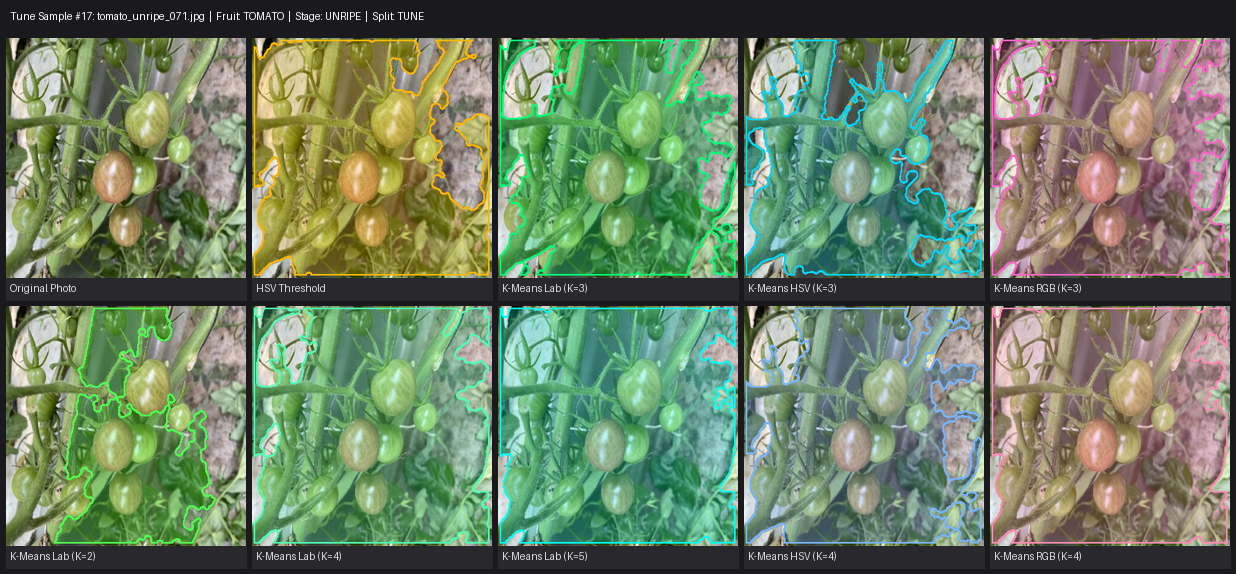 Tune Sample #17: tomato_unripe_071.jpg | Fruit: TOMATO | Stage: UNRIPE | Split: TUNE
Original Photo
HSV Threshold
K-Means Lab (K=3)
K-Means HSV (K=3)
K-Means RGB (K=3)
K-Means Lab (K=2)
K-Means Lab (K=4)
K-Means Lab (K=5)
K-Means HSV (K=4)
K-Means RGB (K=4)